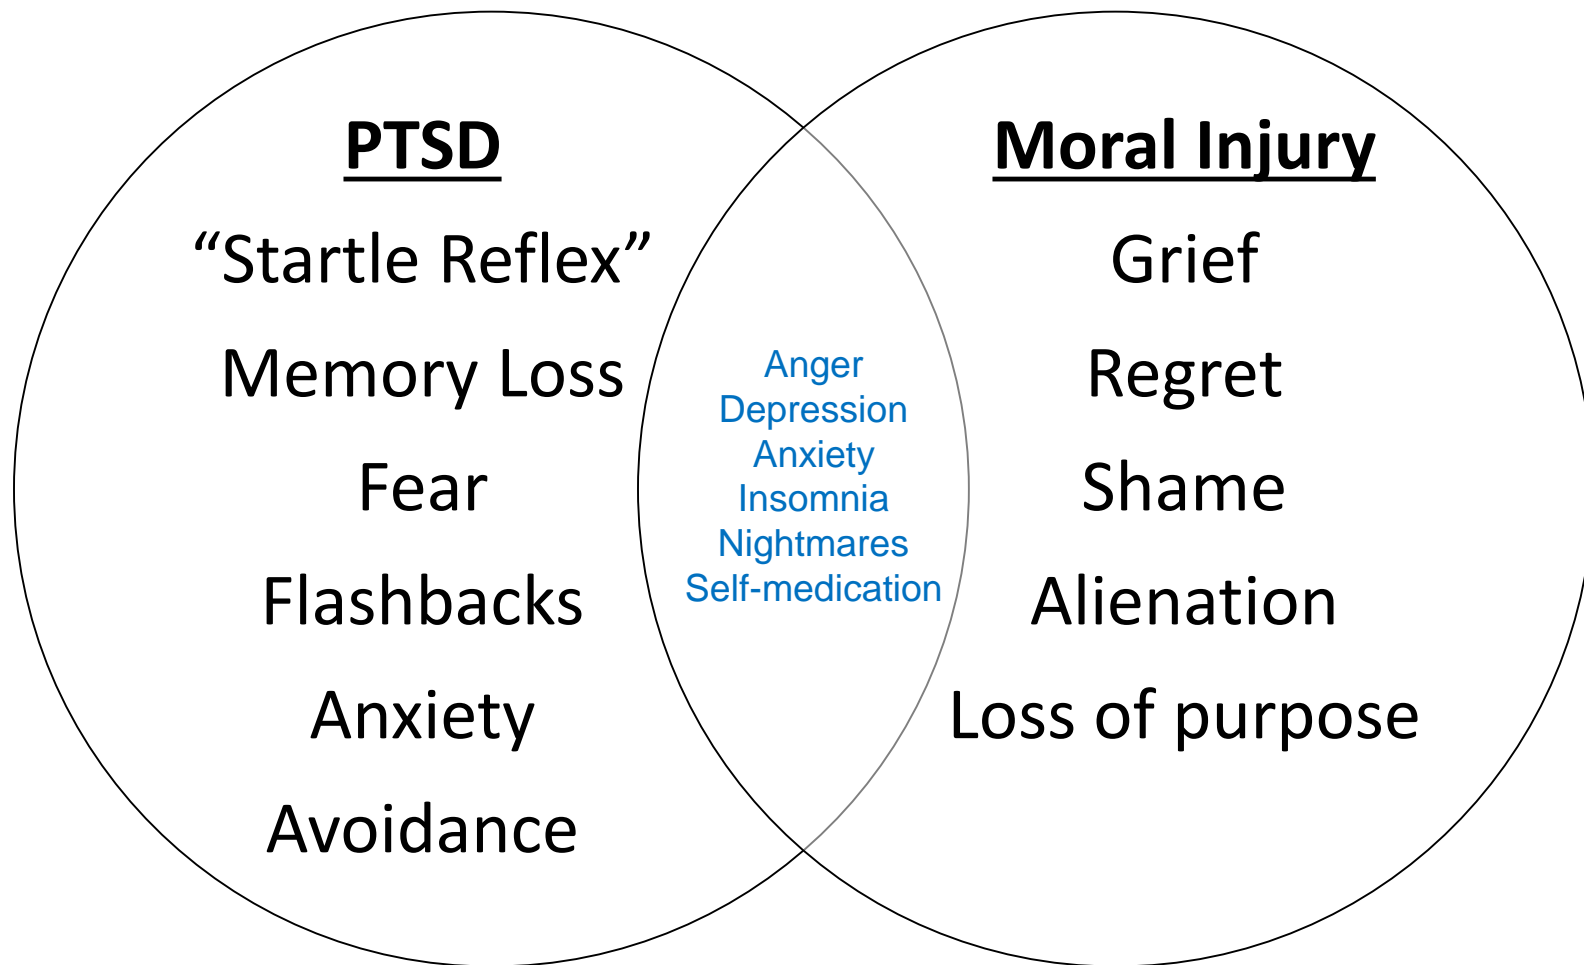 PTSD
“Startle Reflex”
Memory Loss
Fear
Flashbacks
Anxiety
Avoidance
Anger
Depression
Anxiety
Insomnia
Nightmares
Self-medication
Moral Injury
Grief
Regret
Shame
Alienation
Loss of purpose